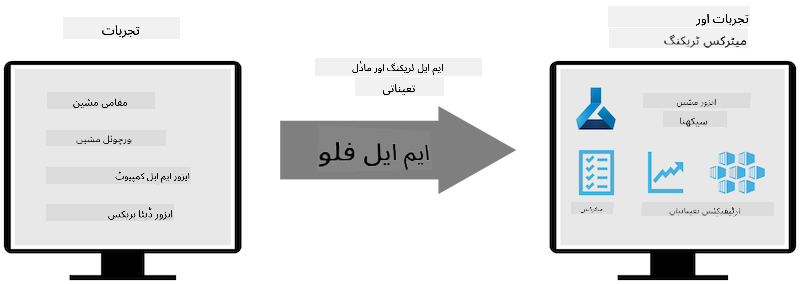 تجربات
مقامی مشین
ورچوئل مشین
ایزور ایم ایل کمپیوٹ
ایزور ڈیٹا برکس
ایم ایل ٹریکنگ اور ماڈل
تعیناتی
ایم ایل فلو
تجربات اور
میٹرکس ٹریکنگ
ایزور مشین
سیکھنا
میٹرکس
آرٹیفیکٹس تعیناتیاں